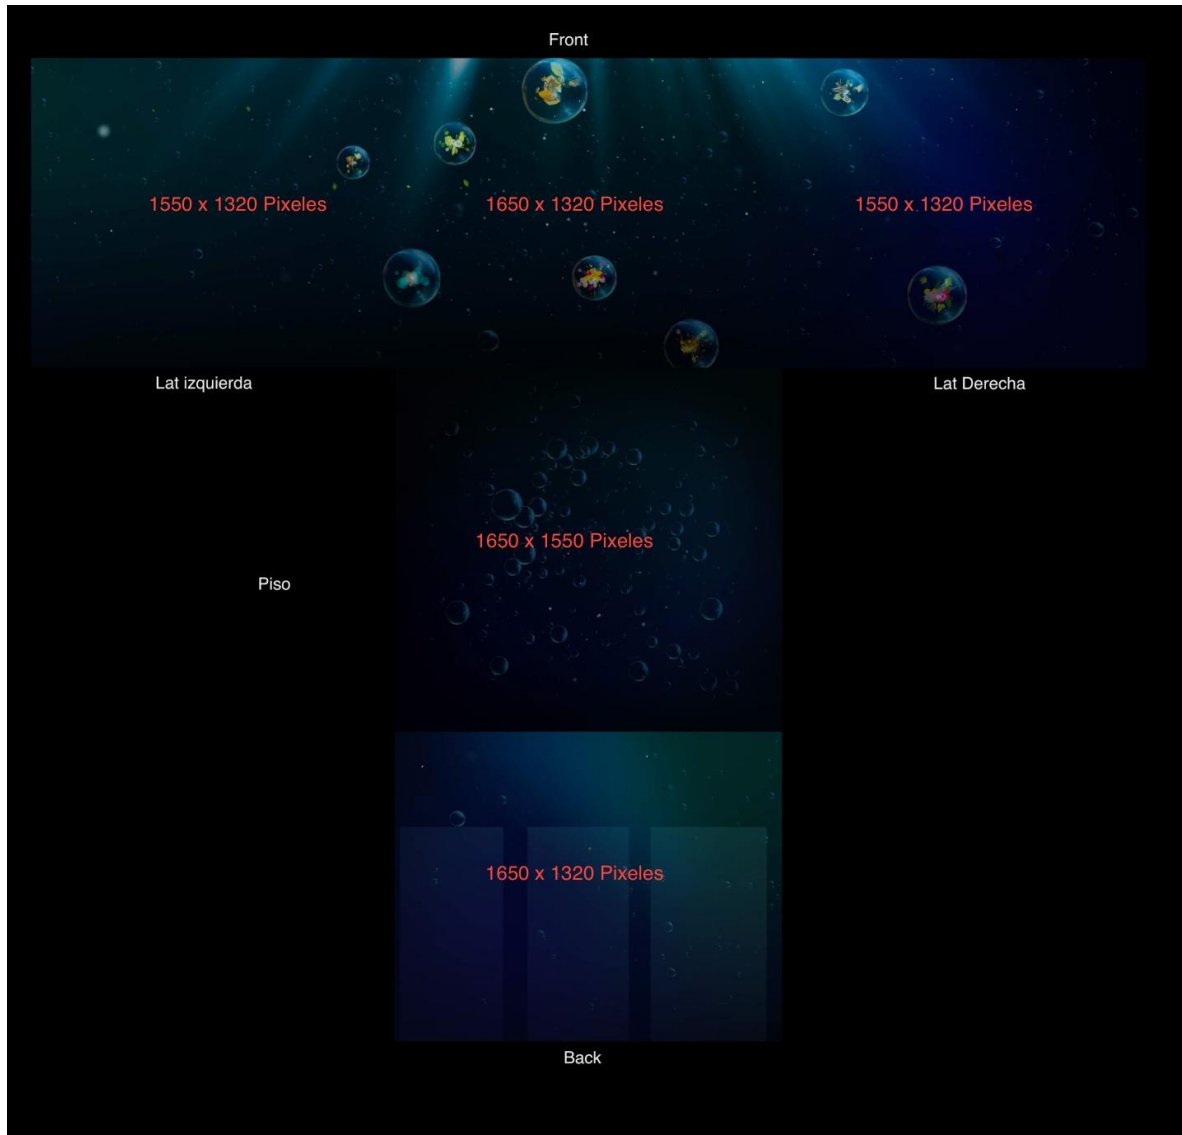 Front
1550 x 1320 Pixeles
1650 x 1320 Pixeles
1550 x 1320 Pixeles
Lat izquierda
Lat Derecha
1650 x 1550 Pixeles
Piso
1650 x 1320 Pixeles
Back